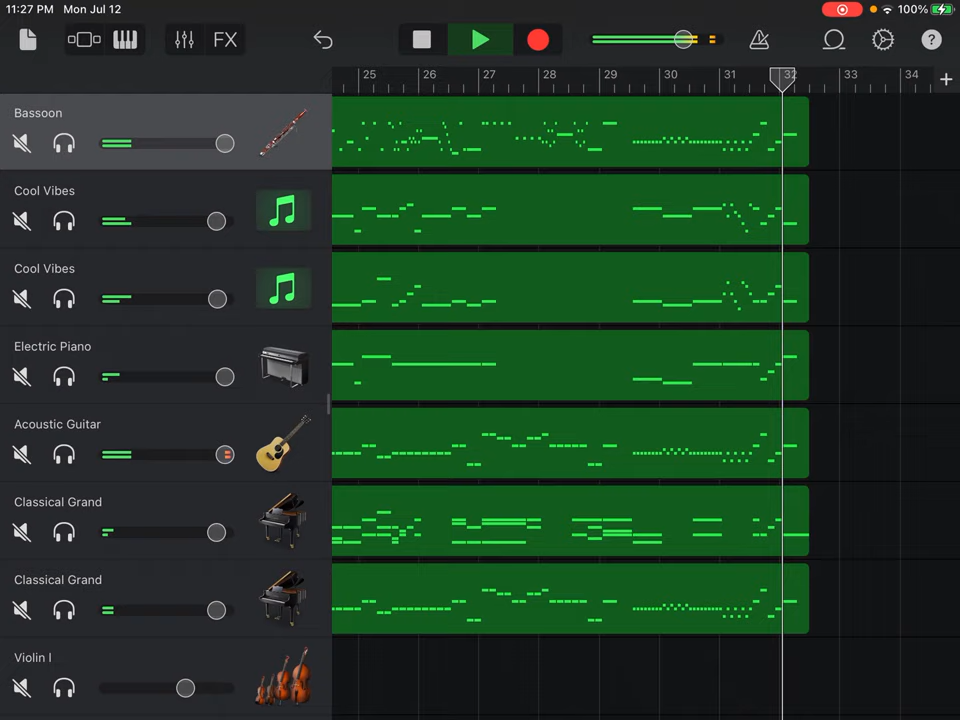 11:27 PM Mon Jul 12
100%
FX
?
25 26 27 28 29 30 31 32 33 34 +
Bassoon
Cool Vibes
Cool Vibes
Electric Piano
Acoustic Guitar
Classical Grand
Classical Grand
Violin I